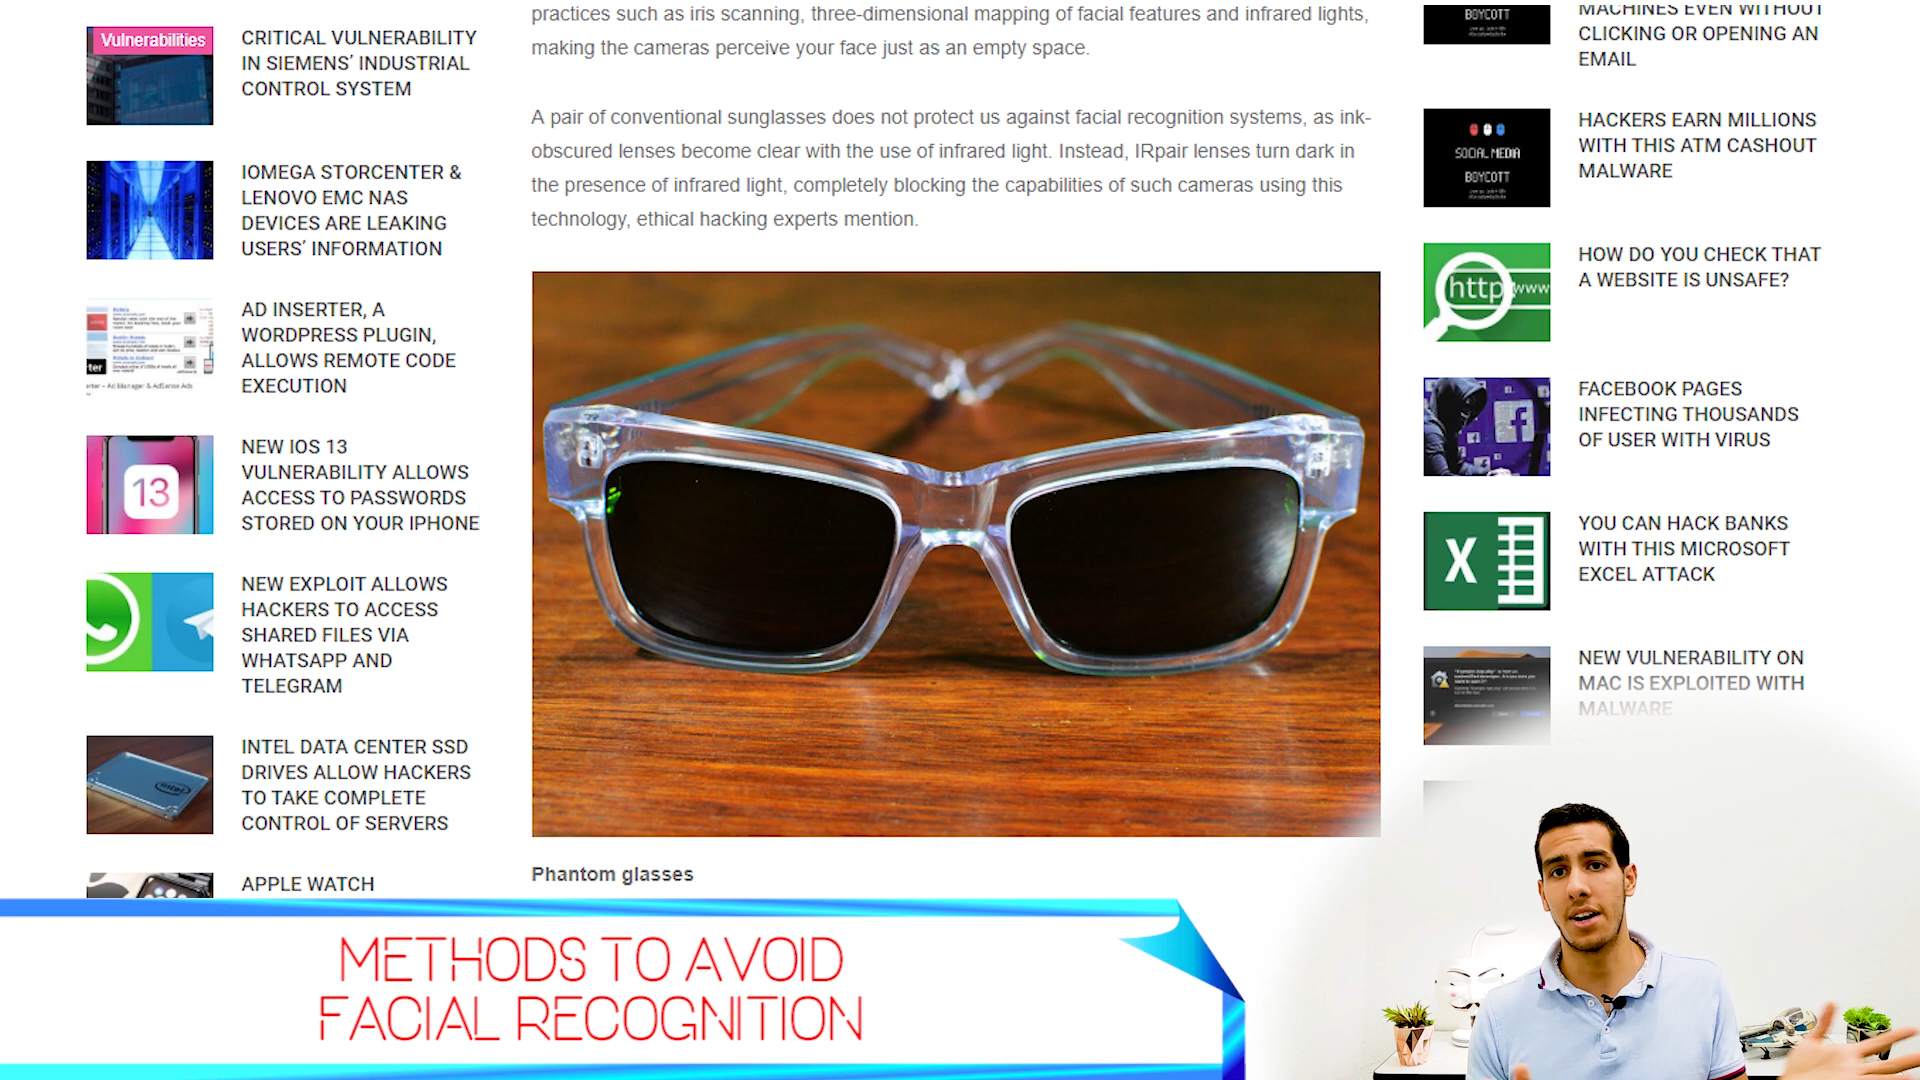 Vulnerabilities
CRITICAL VULNERABILITY
IN SIEMENS’ INDUSTRIAL
CONTROL SYSTEM
IOMEGA STORCENTER &
LENOVO EMC NAS
DEVICES ARE LEAKING
USERS’ INFORMATION
AD INSERTER, A
WORDPRESS PLUGIN,
ALLOWS REMOTE CODE
EXECUTION
erter – Ad Manager & AdSense Ads
13
NEW IOS 13
VULNERABILITY ALLOWS
ACCESS TO PASSWORDS
STORED ON YOUR IPHONE
NEW EXPLOIT ALLOWS
HACKERS TO ACCESS
SHARED FILES VIA
WHATSAPP AND
TELEGRAM
intel
INTEL DATA CENTER SSD
DRIVES ALLOW HACKERS
TO TAKE COMPLETE
CONTROL OF SERVERS
APPLE WATCH
practices such as iris scanning, three-dimensional mapping of facial features and infrared lights,
making the cameras perceive your face just as an empty space.
A pair of conventional sunglasses does not protect us against facial recognition systems, as ink-
obscured lenses become clear with the use of infrared light. Instead, IRpair lenses turn dark in
the presence of infrared light, completely blocking the capabilities of such cameras using this
technology, ethical hacking experts mention.
Phantom glasses
BOYCOTT
MACHINES EVEN WITHOUT
CLICKING OR OPENING AN
EMAIL
SOCIAL MEDIA
BOYCOTT
HACKERS EARN MILLIONS
WITH THIS ATM CASHOUT
MALWARE
http www
HOW DO YOU CHECK THAT
A WEBSITE IS UNSAFE?
FACEBOOK PAGES
INFECTING THOUSANDS
OF USER WITH VIRUS
X
YOU CAN HACK BANKS
WITH THIS MICROSOFT
EXCEL ATTACK
NEW VULNERABILITY ON
MAC IS EXPLOITED WITH
MALWARE
METHODS TO AVOID
FACIAL RECOGNITION